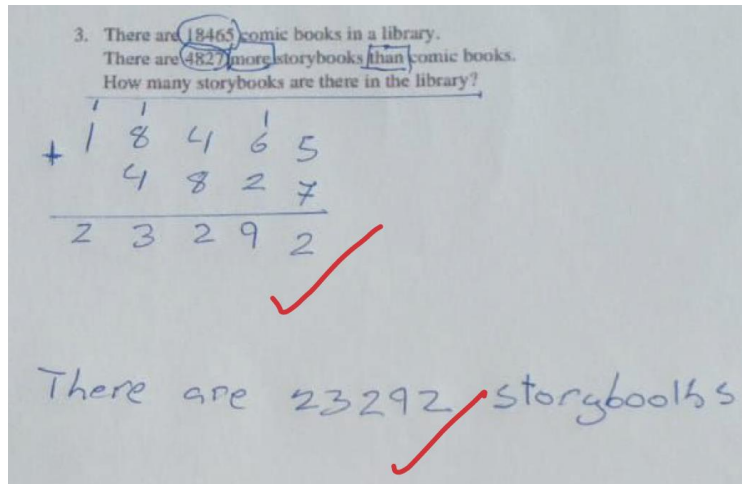 3. There are 18465 comic books in a library.
There are 4827 more storybooks than comic books.
How many storybooks are there in the library?
1 1 1
+ 1 8 4 6 5
4 8 2 7
2 3 2 9 2
There are 23292 storybooks